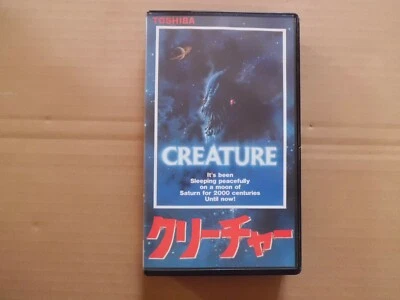 TOSHIBA
CREATURE
It's been
Sleeping peacefully
on a moon of
Saturn for 2000 centuries
Until now!
クリーチャー